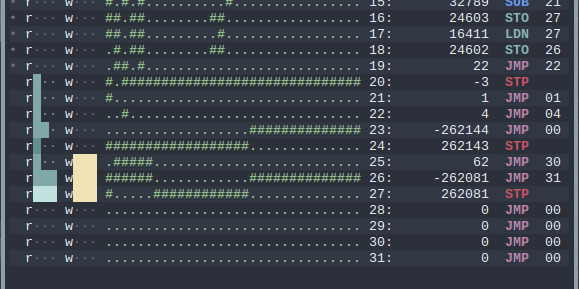 • r··· w··· #.#.#..........#................ 15: 32789 SUB 21
• r··· w··· ##.##........##................. 16: 24603 STO 27
• r··· w··· ##.##.........#................. 17: 16411 LDN 27
• r··· w··· .#.##........##................. 18: 24602 STO 26
• r··· w··· .##.#........................... 19: 22 JMP 22
r··· w··· #.############################## 20: -3 STP
r··· w··· #............................... 21: 1 JMP 01
r··· w··· ..#............................. 22: 4 JMP 04
r·· w··· ..................############## 23: -262144 JMP 00
r··· w··· ##################.............. 24: 262143 STP
r··· w .#####.......................... 25: 62 JMP 30
r· w ######............############## 26: -262081 JMP 31
r· w #.....############.............. 27: 262081 STP
r··· w··· ................................ 28: 0 JMP 00
r··· w··· ................................ 29: 0 JMP 00
r··· w··· ................................ 30: 0 JMP 00
r··· w··· ................................ 31: 0 JMP 00